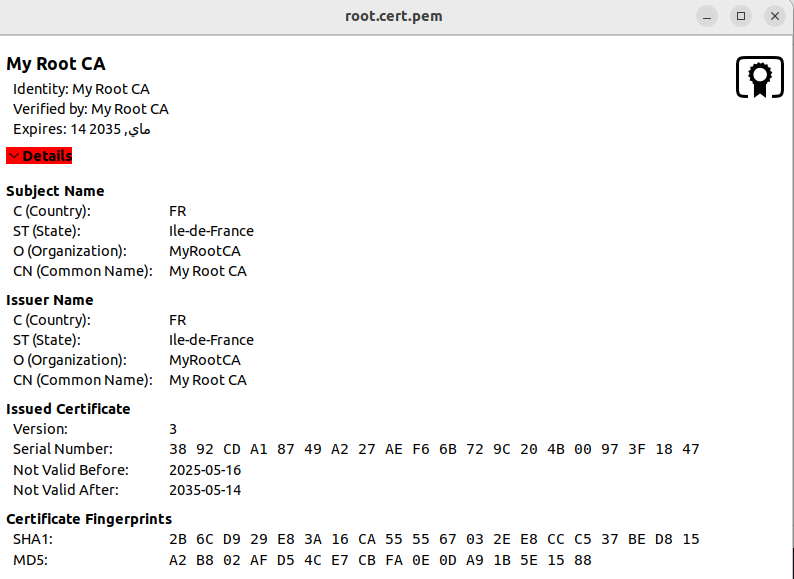 root.cert.pem
My Root CA
Identity: My Root CA
Verified by: My Root CA
Expires: 14 2035 ,ماي
Details
Subject Name
C (Country): FR
ST (State): Ile-de-France
O (Organization): MyRootCA
CN (Common Name): My Root CA
Issuer Name
C (Country): FR
ST (State): Ile-de-France
O (Organization): MyRootCA
CN (Common Name): My Root CA
Issued Certificate
Version: 3
Serial Number: 38 92 CD A1 87 49 A2 27 AE F6 6B 72 9C 20 4B 00 97 3F 18 47
Not Valid Before: 2025-05-16
Not Valid After: 2035-05-14
Certificate Fingerprints
SHA1: 2B 6C D9 29 E8 3A 16 CA 55 55 67 03 2E E8 CC C5 37 BE D8 15
MD5: A2 B8 02 AF D5 4C E7 CB FA 0E 0D A9 1B 5E 15 88